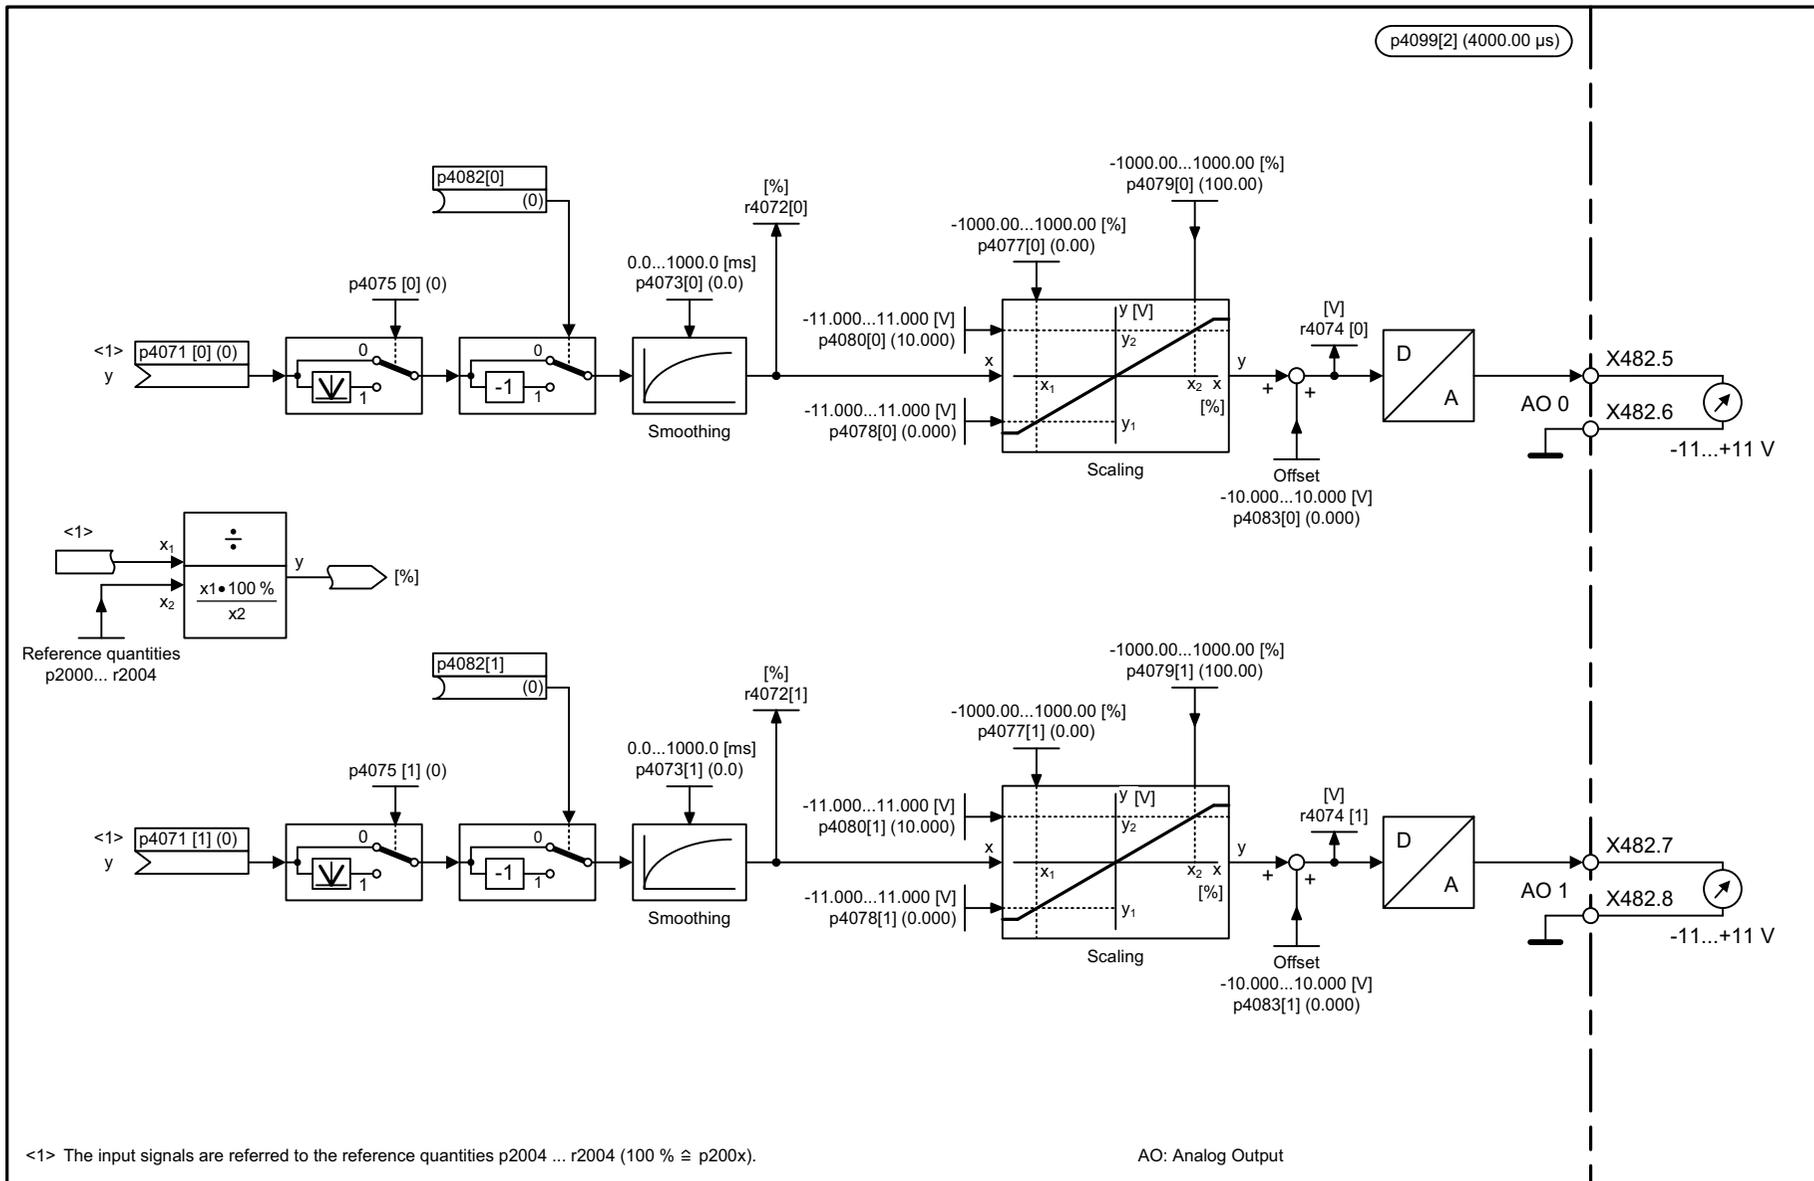 p4099[2] (4000.00 µs)
p4082[0]
(0)
[%]
r4072[0]
-1000.00...1000.00 [%]
p4079[0] (100.00)
-1000.00...1000.00 [%]
p4077[0] (0.00)
0.0...1000.0 [ms]
p4073[0] (0.0)
p4075 [0] (0)
<1>
y
p4071 [0] (0)
0
1
0
-1
1
Smoothing
-11.000...11.000 [V]
p4080[0] (10.000)
x
-11.000...11.000 [V]
p4078[0] (0.000)
y [V]
y2
x1
x2 x
[%]
y1
Scaling
y
+
+
Offset
-10.000...10.000 [V]
p4083[0] (0.000)
[V]
r4074 [0]
D
A
AO 0
X482.5
X482.6
-11...+11 V
<1>
x1
x2
÷
x1•100 %
x2
y
[%]
Reference quantities
p2000... r2004
p4082[1]
(0)
[%]
r4072[1]
-1000.00...1000.00 [%]
p4079[1] (100.00)
-1000.00...1000.00 [%]
p4077[1] (0.00)
0.0...1000.0 [ms]
p4073[1] (0.0)
p4075 [1] (0)
<1>
y
p4071 [1] (0)
0
1
0
-1
1
Smoothing
-11.000...11.000 [V]
p4080[1] (10.000)
x
-11.000...11.000 [V]
p4078[1] (0.000)
y [V]
y2
x1
x2 x
[%]
y1
Scaling
y
+
+
Offset
-10.000...10.000 [V]
p4083[1] (0.000)
[V]
r4074 [1]
D
A
AO 1
X482.7
X482.8
-11...+11 V
<1> The input signals are referred to the reference quantities p2004 ... r2004 (100 % ≙ p200x).
AO: Analog Output